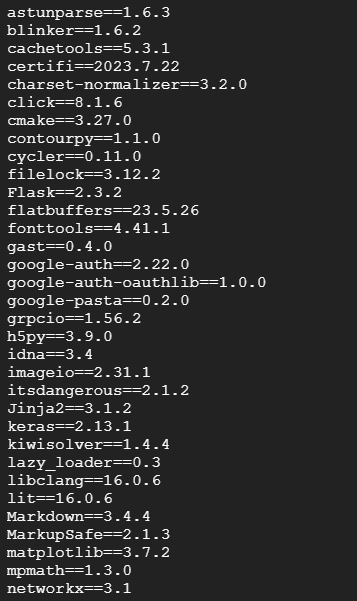 astunparse==1.6.3
blinker==1.6.2
cachetools==5.3.1
certifi==2023.7.22
charset-normalizer==3.2.0
click==8.1.6
cmake==3.27.0
contourpy==1.1.0
cycler==0.11.0
filelock==3.12.2
Flask==2.3.2
flatbuffers==23.5.26
fonttools==4.41.1
gast==0.4.0
google-auth==2.22.0
google-auth-oauthlib==1.0.0
google-pasta==0.2.0
grpcio==1.56.2
h5py==3.9.0
idna==3.4
imageio==2.31.1
itsdangerous==2.1.2
Jinja2==3.1.2
keras==2.13.1
kiwisolver==1.4.4
lazy_loader==0.3
libclang==16.0.6
lit==16.0.6
Markdown==3.4.4
MarkupSafe==2.1.3
matplotlib==3.7.2
mpmath==1.3.0
networkx==3.1